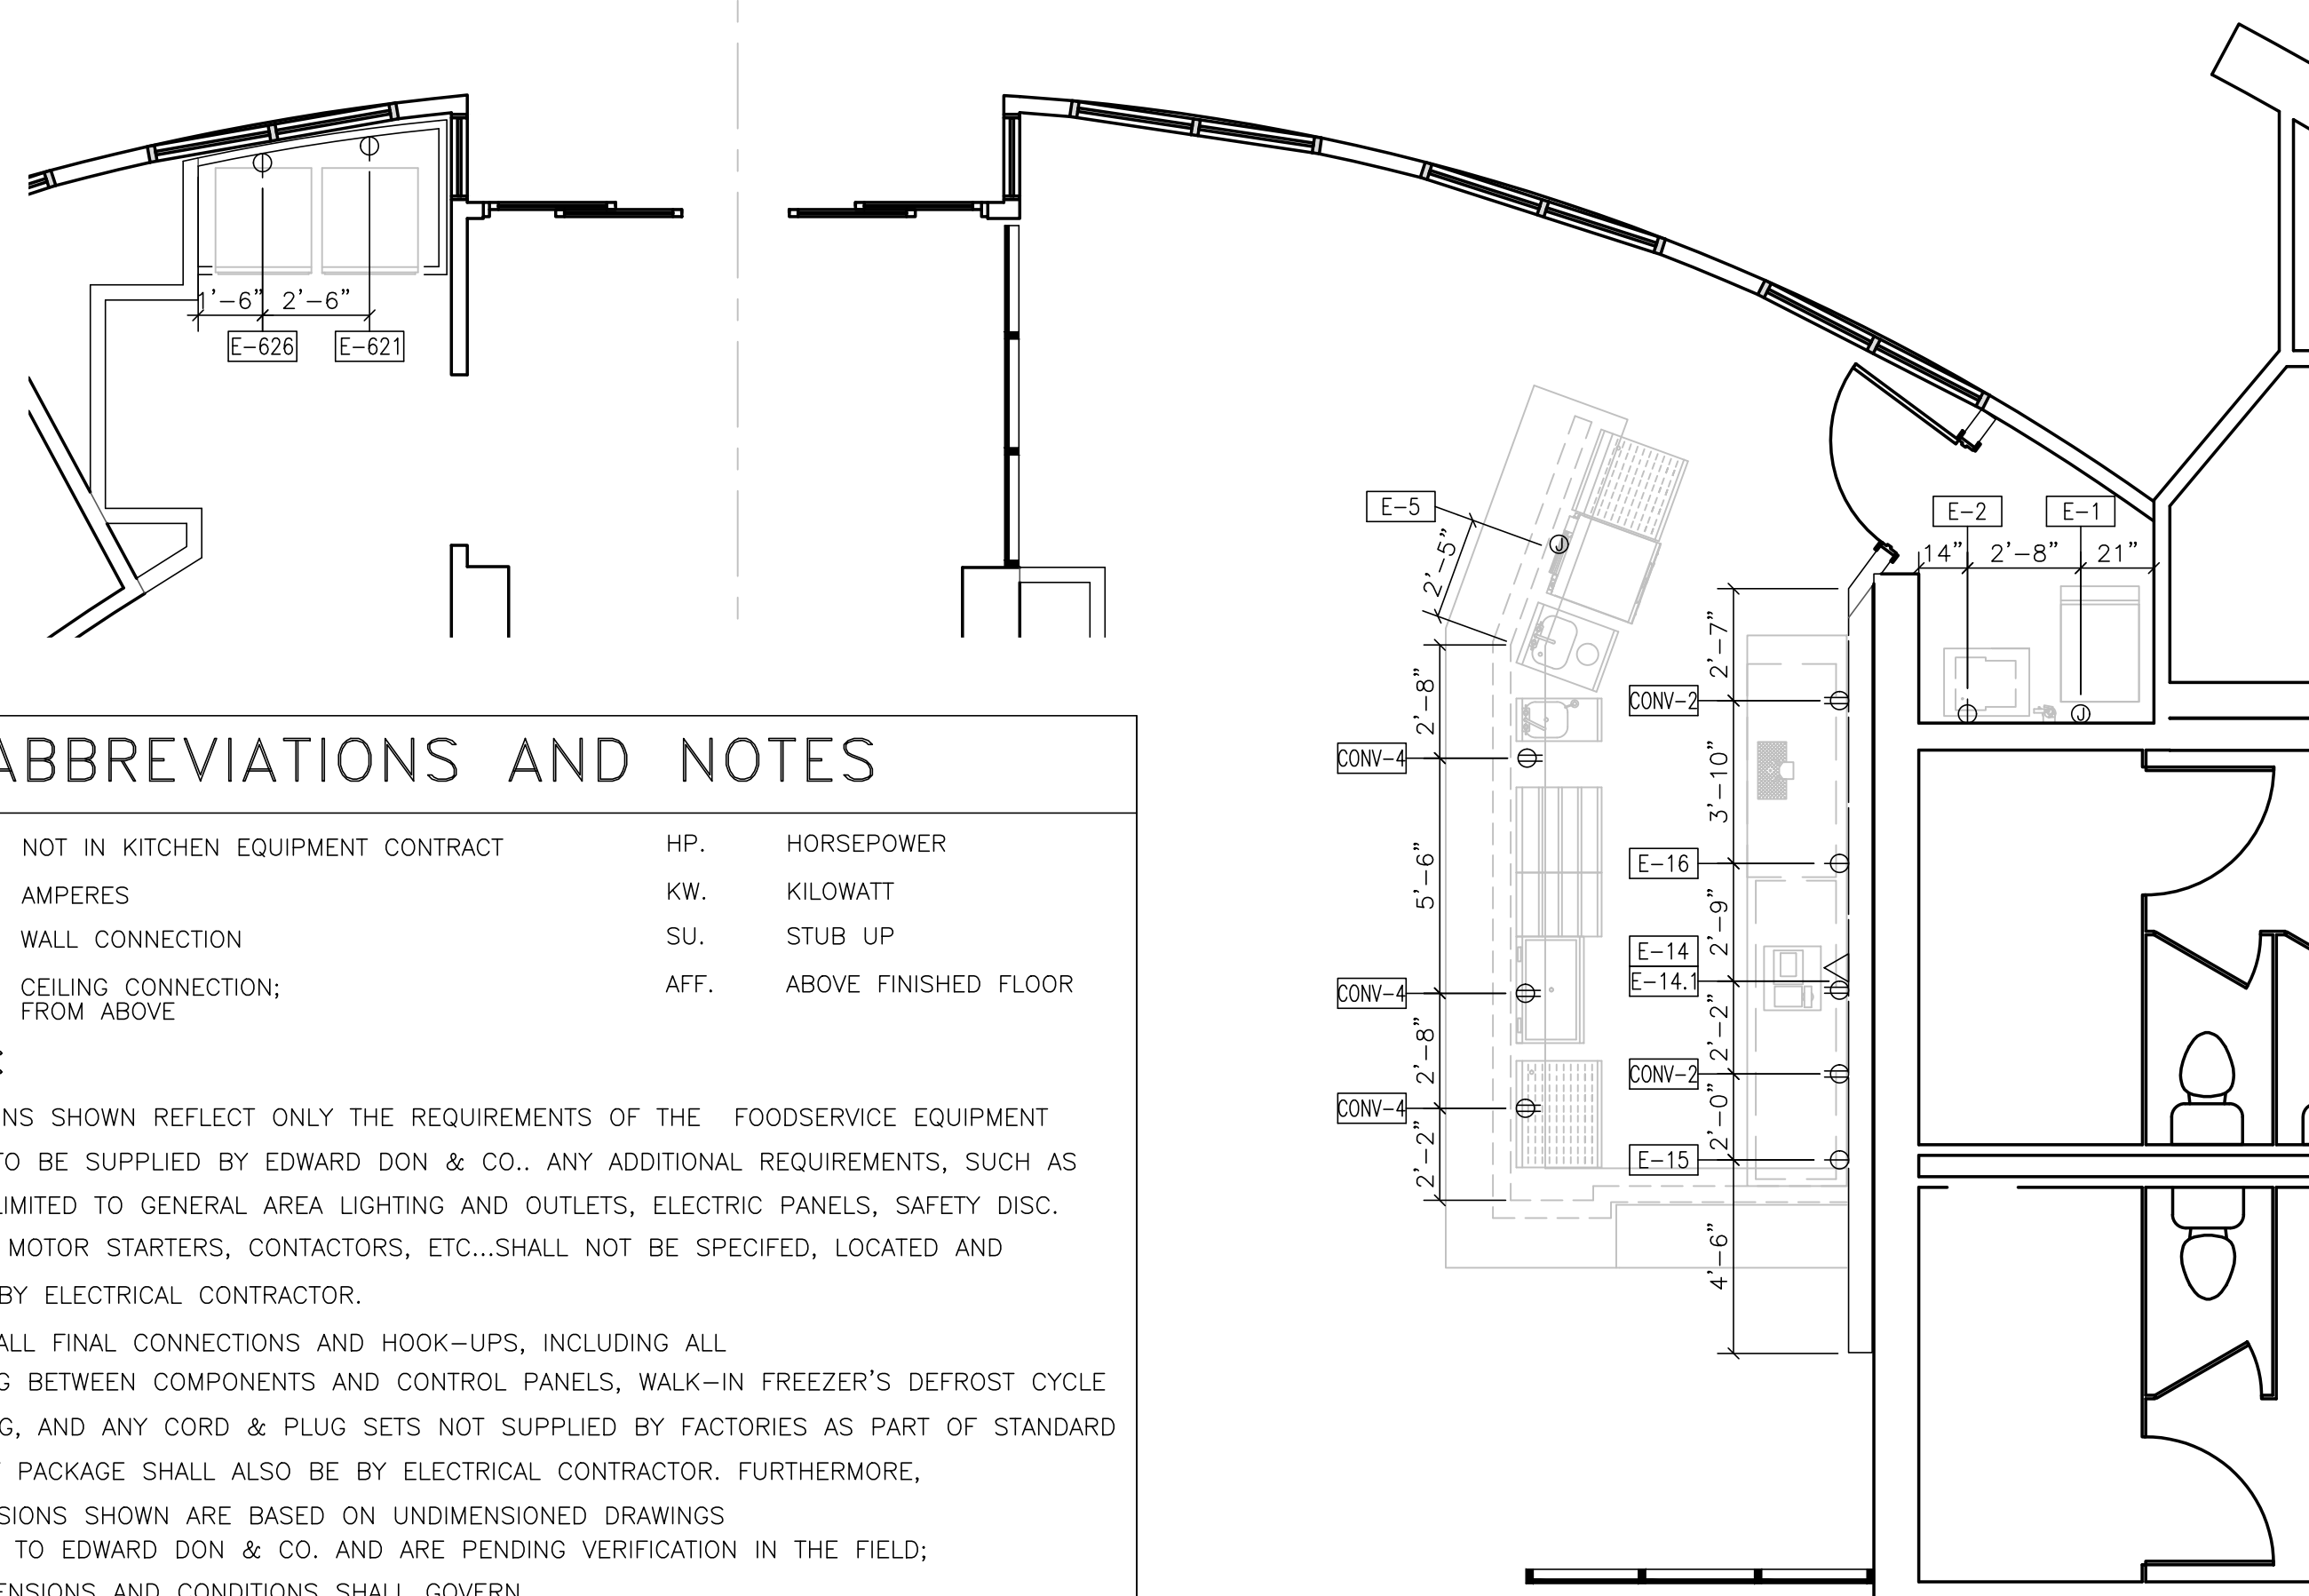 1'-6" 2'-6"
E-626 E-621
ABBREVIATIONS AND NOTES
NOT IN KITCHEN EQUIPMENT CONTRACT
AMPERES
WALL CONNECTION
CEILING CONNECTION;
FROM ABOVE
HP. HORSEPOWER
KW. KILOWATT
SU. STUB UP
AFF. ABOVE FINISHED FLOOR
:
NS SHOWN REFLECT ONLY THE REQUIREMENTS OF THE FOODSERVICE EQUIPMENT
TO BE SUPPLIED BY EDWARD DON & CO.. ANY ADDITIONAL REQUIREMENTS, SUCH AS
LIMITED TO GENERAL AREA LIGHTING AND OUTLETS, ELECTRIC PANELS, SAFETY DISC.
MOTOR STARTERS, CONTACTORS, ETC...SHALL NOT BE SPECIFED, LOCATED AND
BY ELECTRICAL CONTRACTOR.
ALL FINAL CONNECTIONS AND HOOK-UPS, INCLUDING ALL
G BETWEEN COMPONENTS AND CONTROL PANELS, WALK-IN FREEZER'S DEFROST CYCLE
G, AND ANY CORD & PLUG SETS NOT SUPPLIED BY FACTORIES AS PART OF STANDARD
PACKAGE SHALL ALSO BE BY ELECTRICAL CONTRACTOR. FURTHERMORE,
SIONS SHOWN ARE BASED ON UNDIMENSIONED DRAWINGS
TO EDWARD DON & CO. AND ARE PENDING VERIFICATION IN THE FIELD;
ENSIONS AND CONDITIONS SHALL GOVERN
E-5
J
2'-5"
2'-8"
CONV-4
5'-6"
CONV-4
2'-8"
CONV-4
2'-2"
2'-7"
CONV-2
3'-10"
E-16
2'-9"
E-14
E-14.1
2'-2"
CONV-2
2'-0"
E-15
4'-6"
E-2 E-1
14" 2'-8" 21"
J